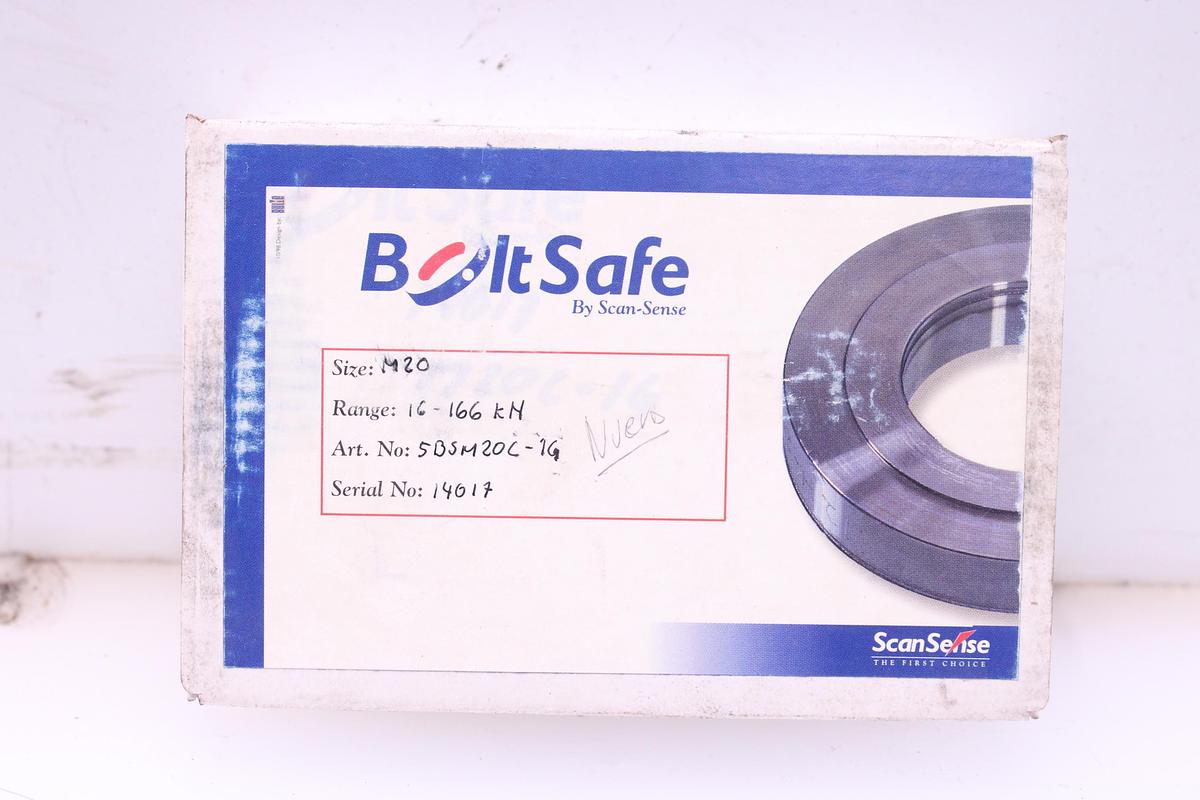 BoltSafe
By Scan-Sense
Size: M20
Range: 16-166 kN
Art. No: 5BSM20C-16
Serial No: 14017
Nuevo
ScanSense
THE FIRST CHOICE